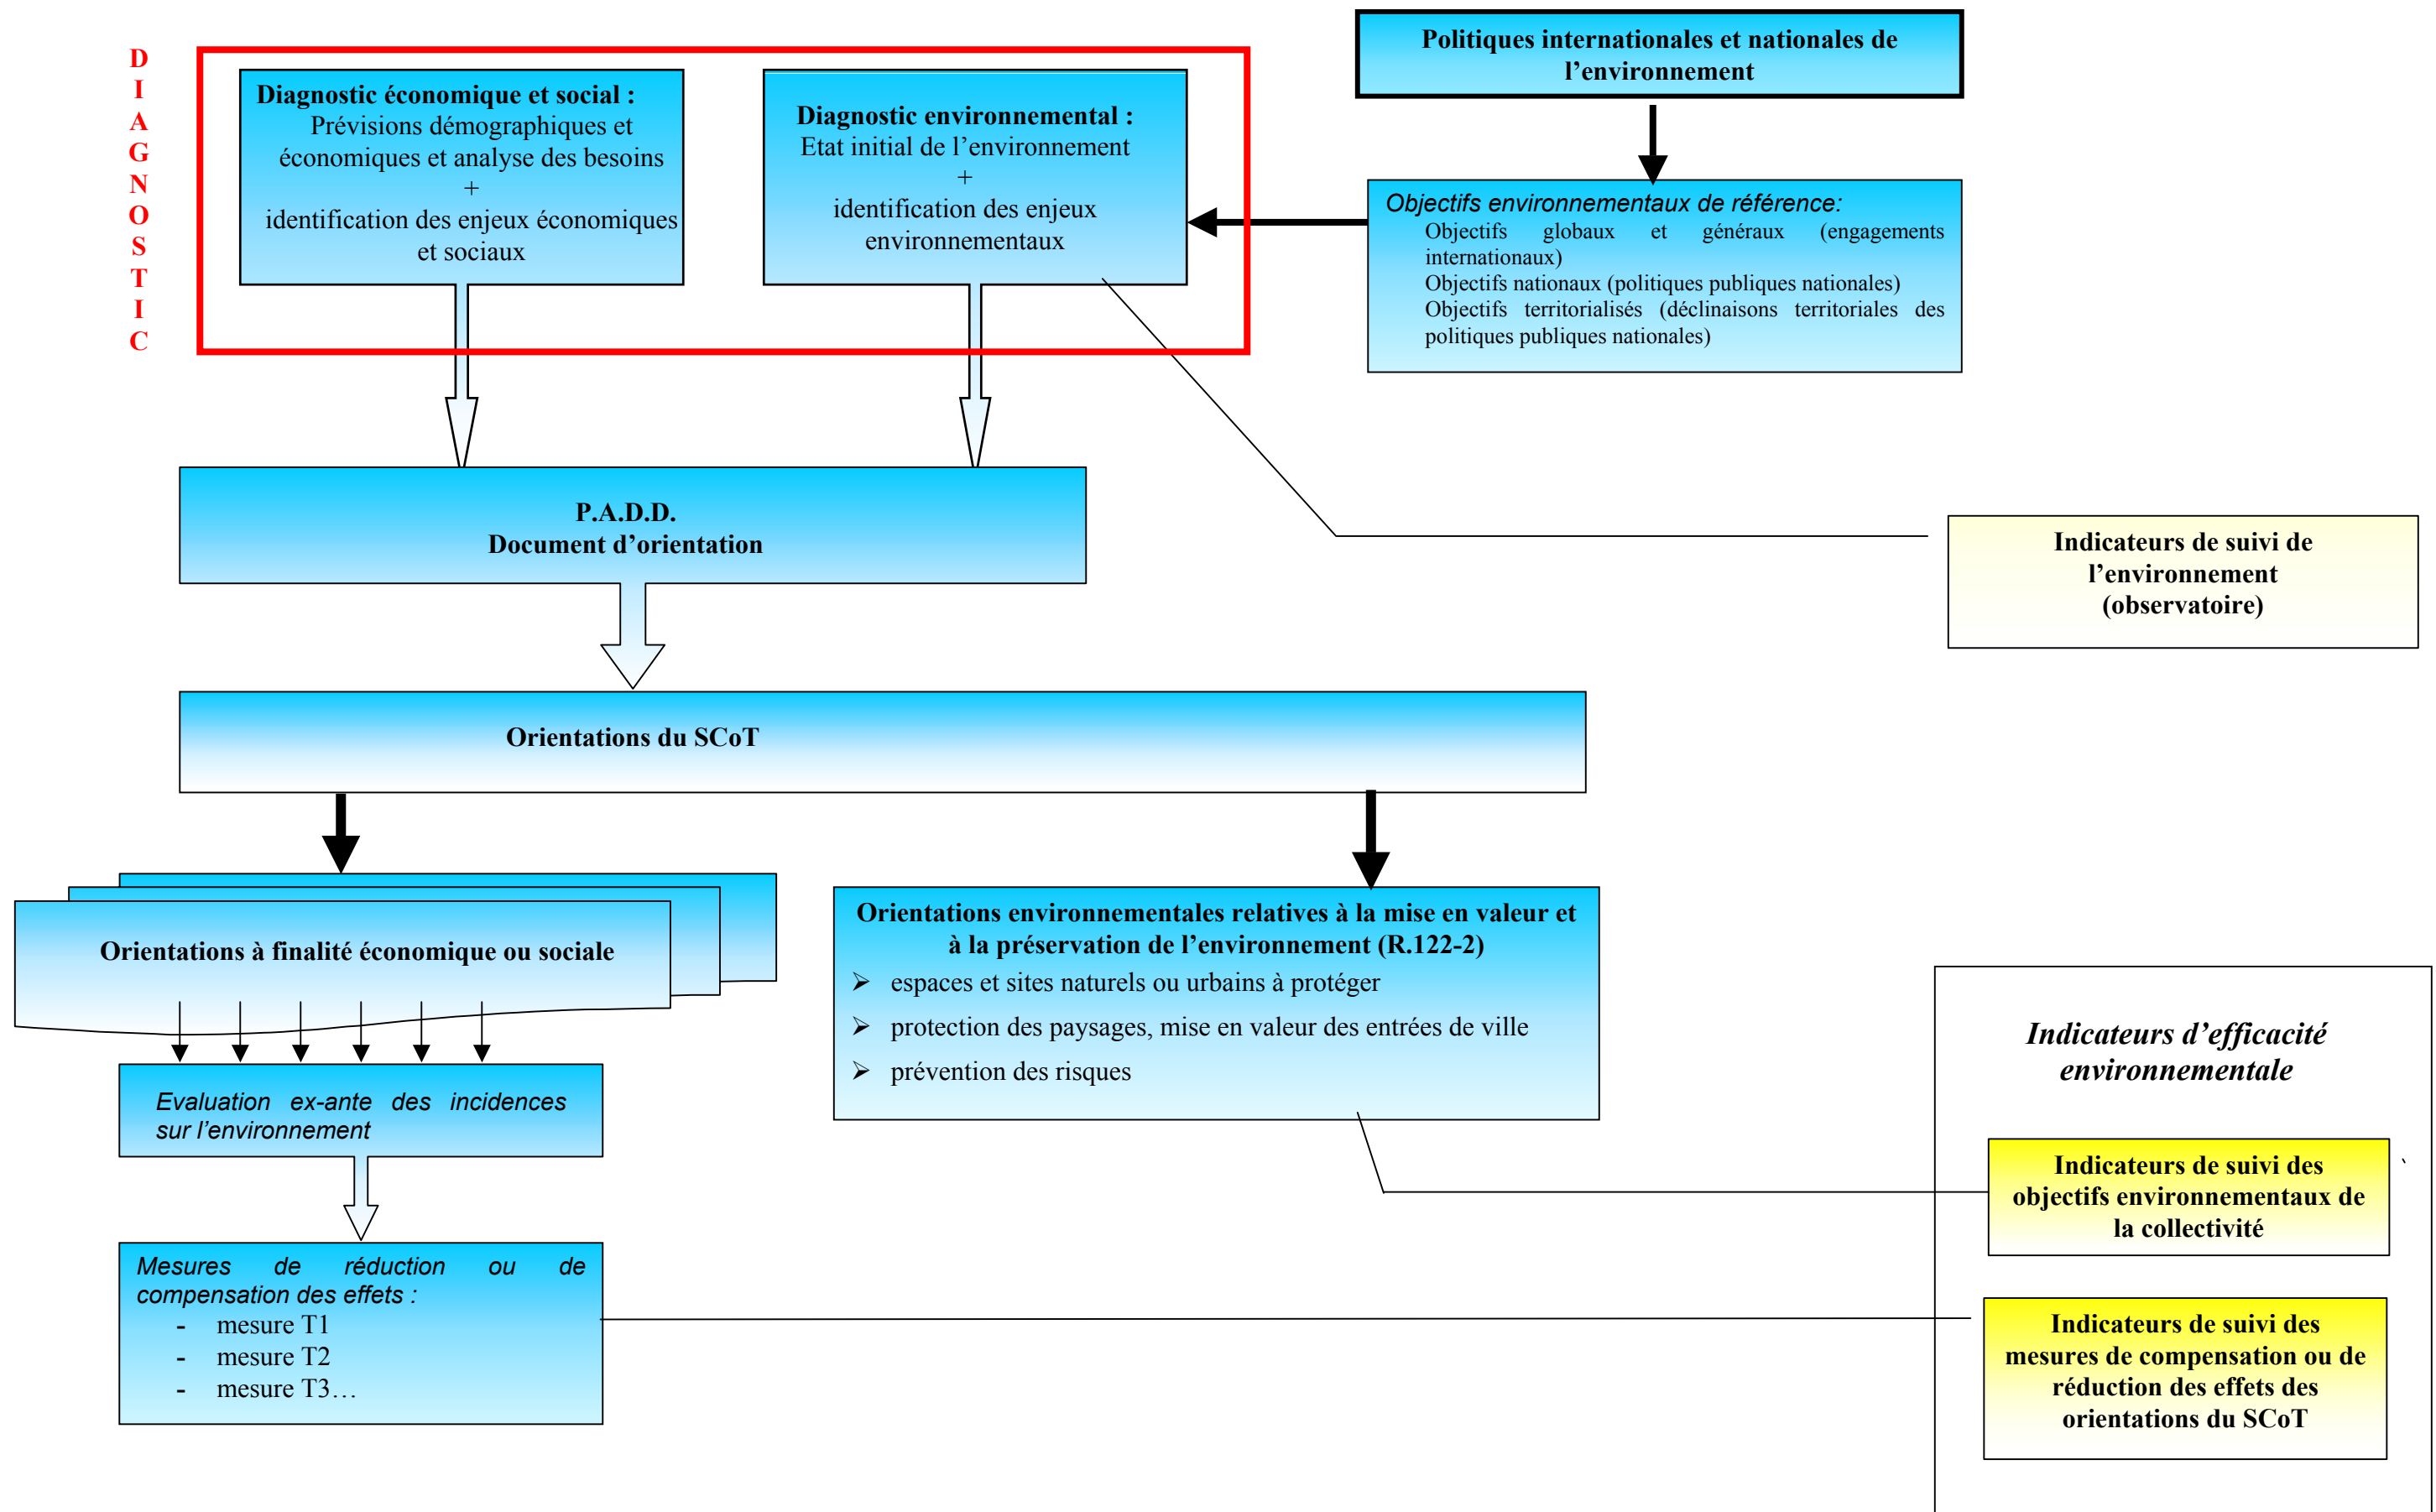 D
I
A
G
N
O
S
T
I
C
Diagnostic économique et social :
Prévisions démographiques et
économiques et analyse des besoins
+
identification des enjeux économiques
et sociaux
Diagnostic environnemental :
Etat initial de l’environnement
+
identification des enjeux
environnementaux
Politiques internationales et nationales de
l’environnement
Objectifs environnementaux de référence:
Objectifs globaux et généraux (engagements
internationaux)
Objectifs nationaux (politiques publiques nationales)
Objectifs territorialisés (déclinaisons territoriales des
politiques publiques nationales)
P.A.D.D.
Document d’orientation
Indicateurs de suivi de
l’environnement
(observatoire)
Orientations du SCoT
Orientations à finalité économique ou sociale
Orientations environnementales relatives à la mise en valeur et
à la préservation de l’environnement (R.122-2)
➢ espaces et sites naturels ou urbains à protéger
➢ protection des paysages, mise en valeur des entrées de ville
➢ prévention des risques
Evaluation ex-ante des incidences
sur l’environnement
Mesures de réduction ou de
compensation des effets :
- mesure T1
- mesure T2
- mesure T3…
Indicateurs d’efficacité
environnementale
Indicateurs de suivi des
objectifs environnementaux de
la collectivité
`
Indicateurs de suivi des
mesures de compensation ou de
réduction des effets des
orientations du SCoT